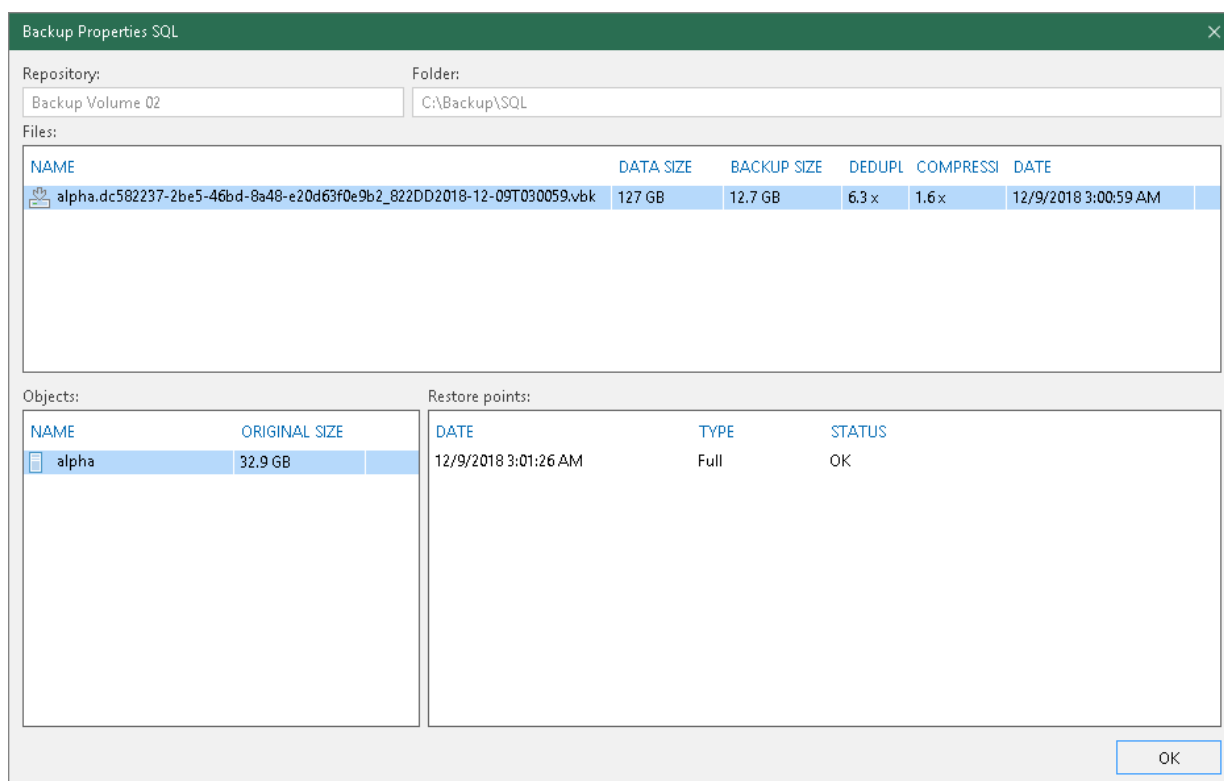 Backup Properties SQL
Repository: Folder:
Backup Volume 02 C:\Backup\SQL
Files:
NAME DATA SIZE BACKUP SIZE DEDUPL COMPRESSI DATE
alpha.dc582237-2be5-46bd-8a48-e20d63f0e9b2_822DD2018-12-09T030059.vbk 127 GB 12.7 GB 6.3 x 1.6 x 12/9/2018 3:00:59 AM
Objects: Restore points:
NAME ORIGINAL SIZE DATE TYPE STATUS
alpha 32.9 GB 12/9/2018 3:01:26 AM Full OK
OK